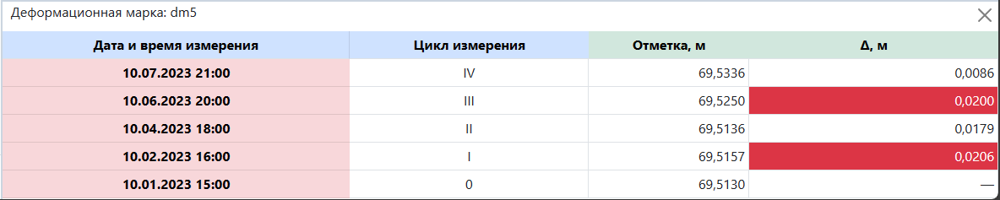 Деформационная марка: dm5
Дата и время измерения Цикл измерения Отметка, м Δ, м
10.07.2023 21:00 IV 69,5336 0,0086
10.06.2023 20:00 III 69,5250 0,0200
10.04.2023 18:00 II 69,5136 0,0179
10.02.2023 16:00 I 69,5157 0,0206
10.01.2023 15:00 0 69,5130 —